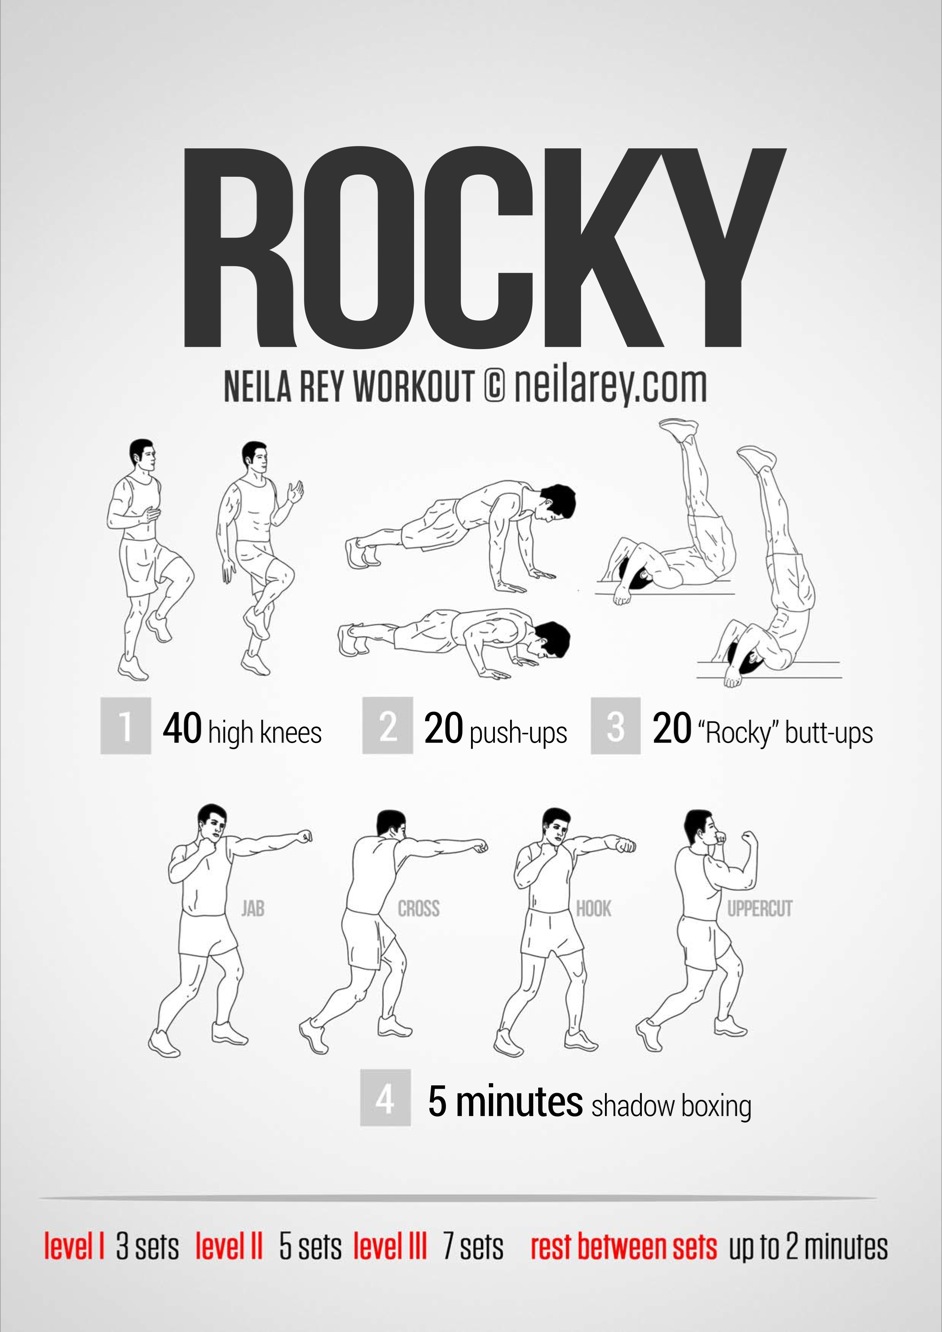 ROCKY
NEILA REY WORKOUT © neilarey.com
1 40 high knees 2 20 push-ups 3 20 “Rocky” butt-ups
JAB CROSS HOOK UPPERCUT
4 5 minutes shadow boxing
level I 3 sets level II 5 sets level III 7 sets rest between sets up to 2 minutes